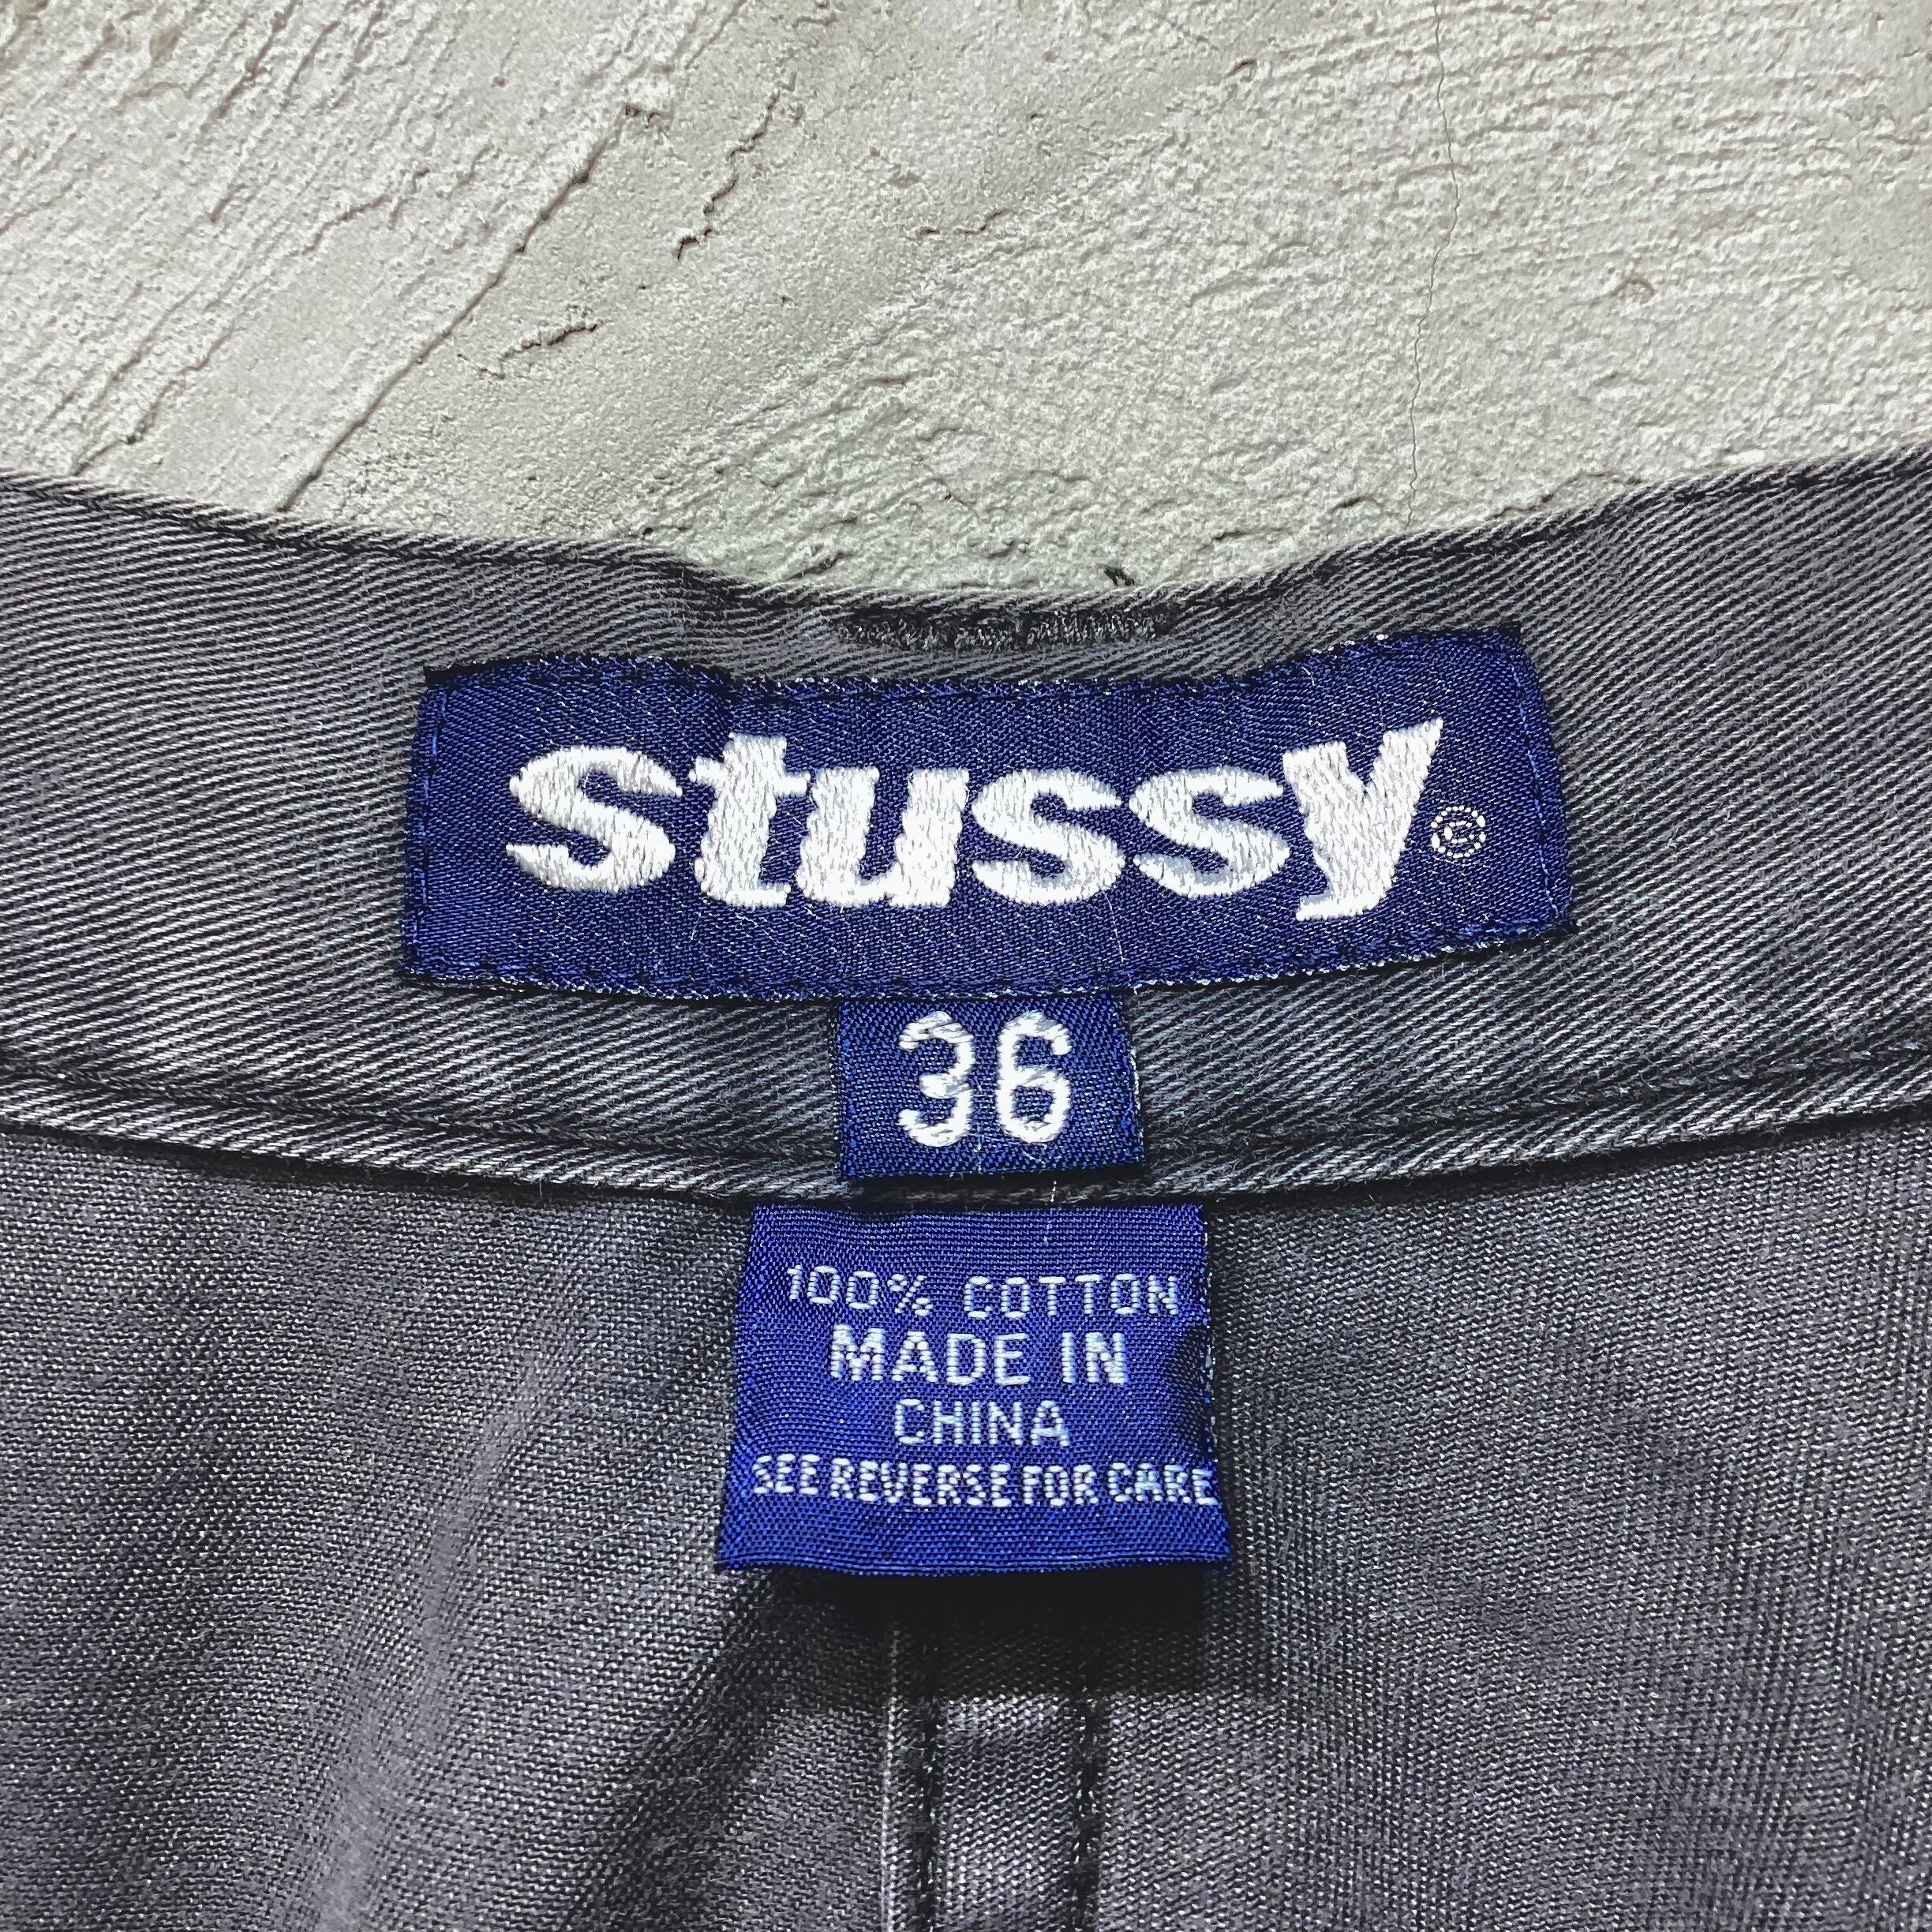 stussy©
36
100% COTTON
MADE IN
CHINA
SEE REVERSE FOR CARE